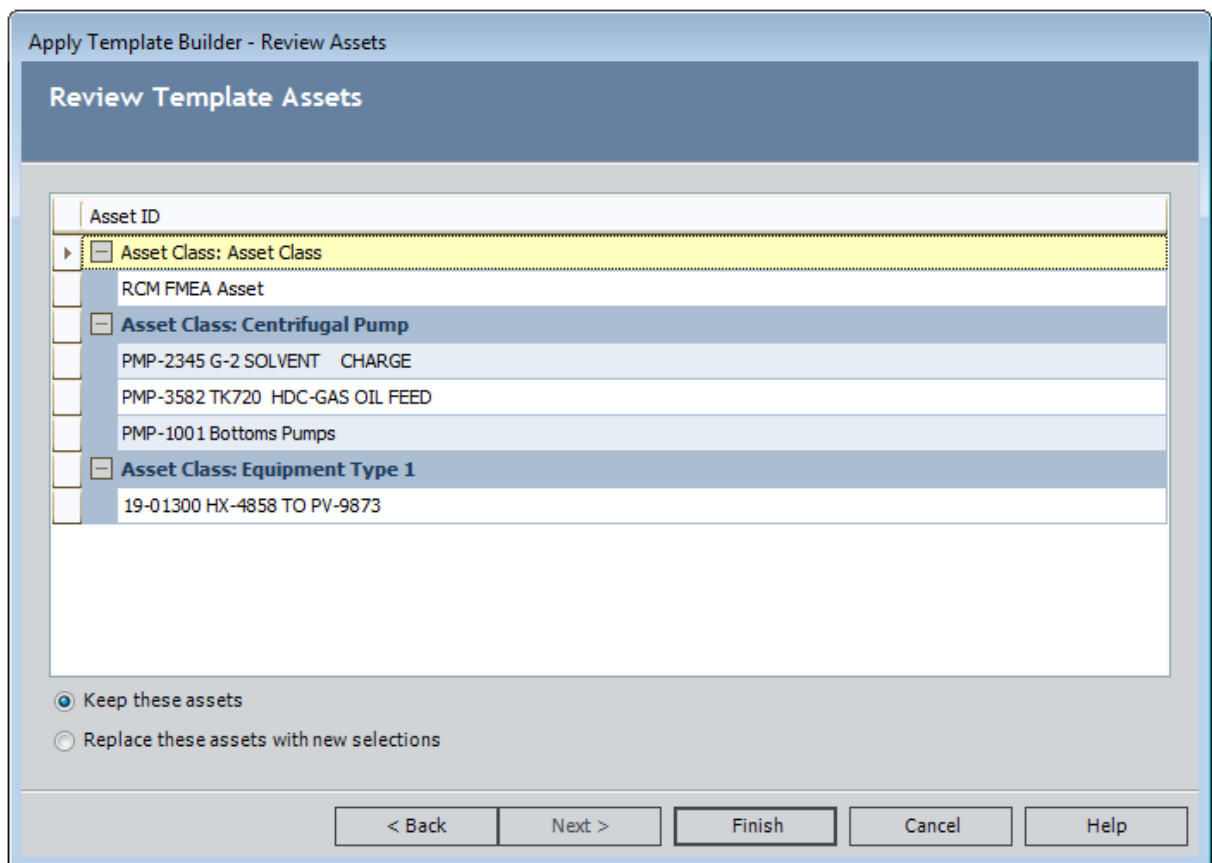 Apply Template Builder - Review Assets
Review Template Assets
Asset ID
Asset Class: Asset Class
RCM FMEA Asset
Asset Class: Centrifugal Pump
PMP-2345 G-2 SOLVENT    CHARGE
PMP-3582 TK720  HDC-GAS OIL FEED
PMP-1001 Bottoms Pumps
Asset Class: Equipment Type 1
19-01300 HX-4858 TO PV-9873
Keep these assets
Replace these assets with new selections
< Back Next > Finish Cancel Help